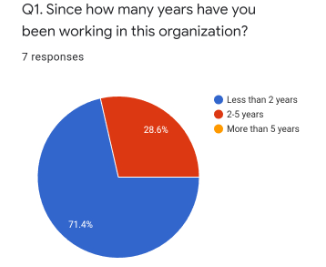 Q1. Since how many years have you
been working in this organization?
7 responses
Less than 2 years
2-5 years
More than 5 years
28.6%
71.4%